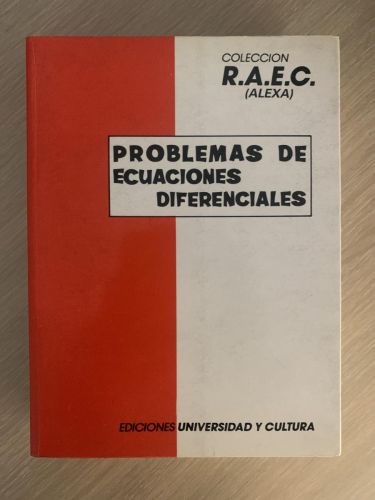 COLECCION
R.A.E.C.
(ALEXA)
PROBLEMAS DE
ECUACIONES
DIFERENCIALES
EDICIONES UNIVERSIDAD Y CULTURA